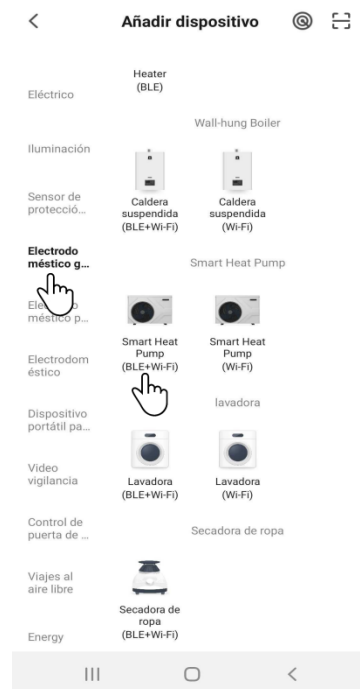 Añadir dispositivo
Eléctrico
Iluminación
Sensor de
protecció...
Electrodo
méstico g...
méstico p...
Electrodom
éstico
Dispositivo
portátil pa...
Video
vigilancia
Control de
puerta de ...
Viajes al
aire libre
Energy
Heater
(BLE)
Wall-hung Boiler
Caldera
suspendida
(BLE+Wi-Fi)
Caldera
suspendida
(Wi-Fi)
Smart Heat Pump
Smart Heat
Pump
(BLE+Wi-Fi)
Smart Heat
Pump
(Wi-Fi)
lavadora
Lavadora
(BLE+Wi-Fi)
Lavadora
(Wi-Fi)
Secadora de ropa
Secadora de
ropa
(BLE+Wi-Fi)